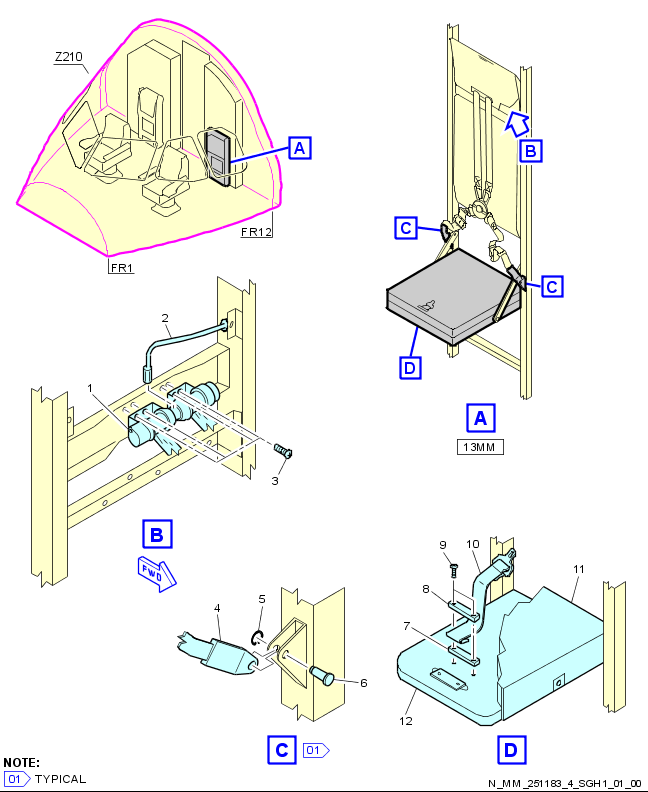 Z210
A
FR12
FR1
B
C
C
D
A
13MM
2
1
3
B
FWD
4
5
6
C 01
9
10
11
8
7
12
D
NOTE:
01 TYPICAL
N_MM_251183_4_SGH1_01_00